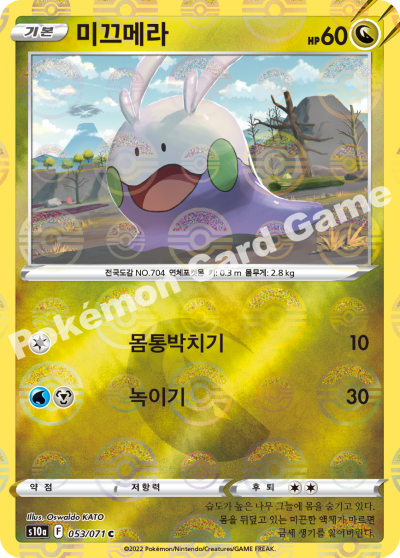 기본 미끄메라 HP 60
전국도감 NO.704 연체포켓몬 키: 0.3 m 몸무게: 2.8 kg
Pokémon Card Game
몸통박치기 10
녹이기 30
약점 저항력 후퇴
Illus. Oswaldo KATO
습도가 높은 나무 그늘에 몸을 숨기고 있다.
몸을 뒤덮고 있는 미끈한 액체가 마르면
금세 생기를 잃어버린다.
s10a F 053/071 C
©2022 Pokémon/Nintendo/Creatures/GAME FREAK.